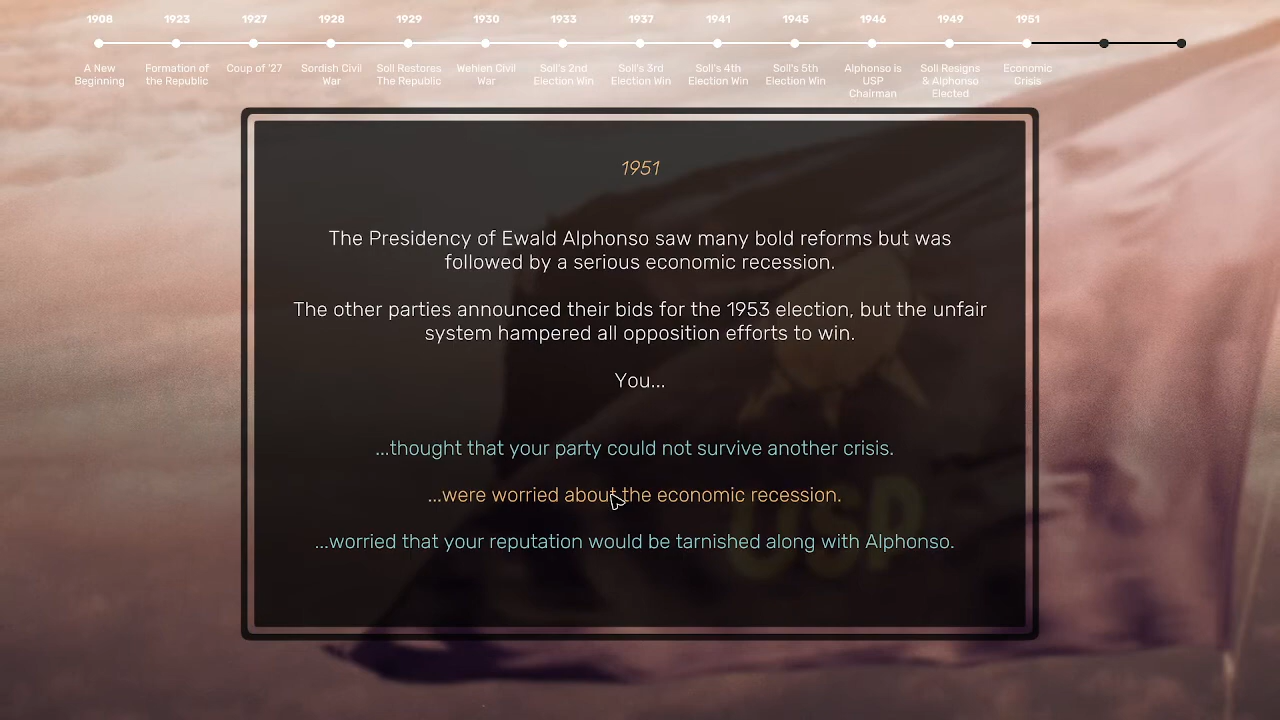 1908 1923 1927 1928 1929 1930 1933 1937 1941 1945 1946 1949 1951
A New Beginning
Formation of the Republic
Coup of '27
Sordish Civil War
Soll Restores The Republic
Wehlen Civil War
Soll's 2nd Election Win
Soll's 3rd Election Win
Soll's 4th Election Win
Soll's 5th Election Win
Alphonso is USP Chairman
Soll Resigns & Alphonso Elected
Economic Crisis
1951
The Presidency of Ewald Alphonso saw many bold reforms but was
followed by a serious economic recession.
The other parties announced their bids for the 1953 election, but the unfair
system hampered all opposition efforts to win.
You...
...thought that your party could not survive another crisis.
...were worried about the economic recession.
...worried that your reputation would be tarnished along with Alphonso.
USP